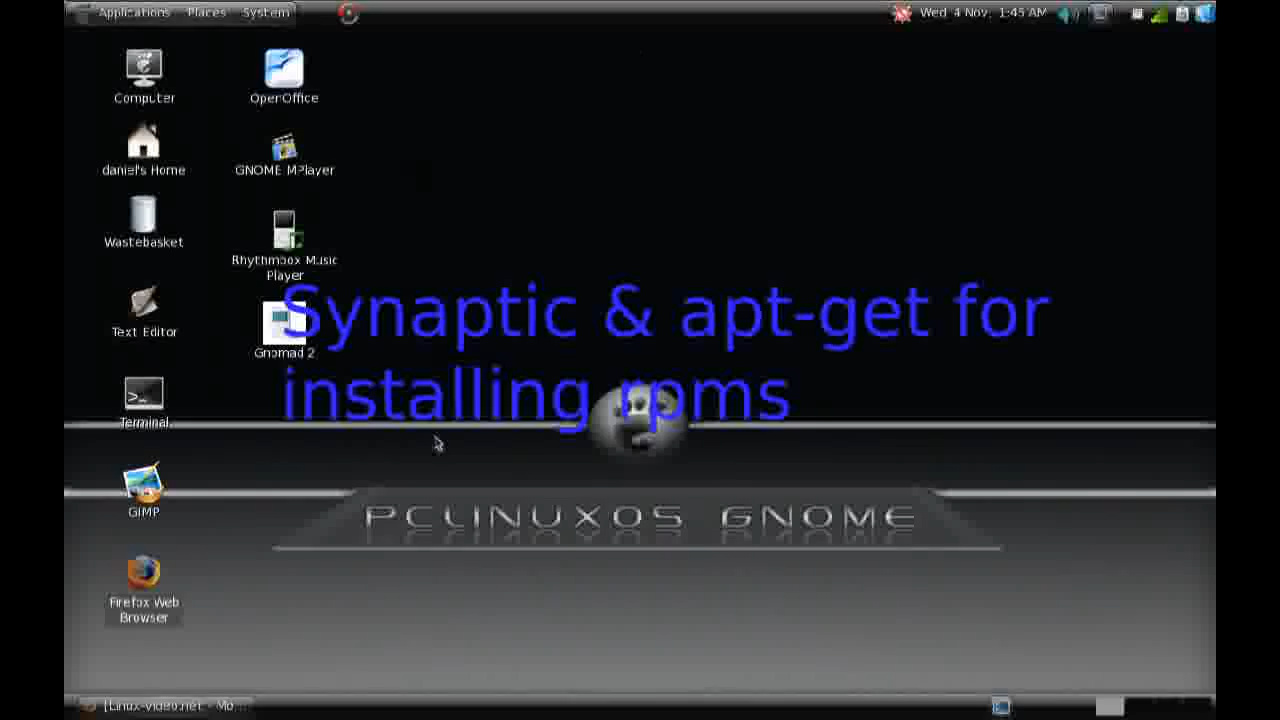 Applications Places System
Wed 4 Nov, 1:45 AM
Computer
OpenOffice
daniel's Home
GNOME MPlayer
Wastebasket
Rhythmbox Music
Player
Text Editor
Gnomad 2
Synaptic & apt-get for
installing rpms
Terminal
GIMP
PCLINUXOS GNOME
Firefox Web
Browser
[Linux-video.net - Mo...